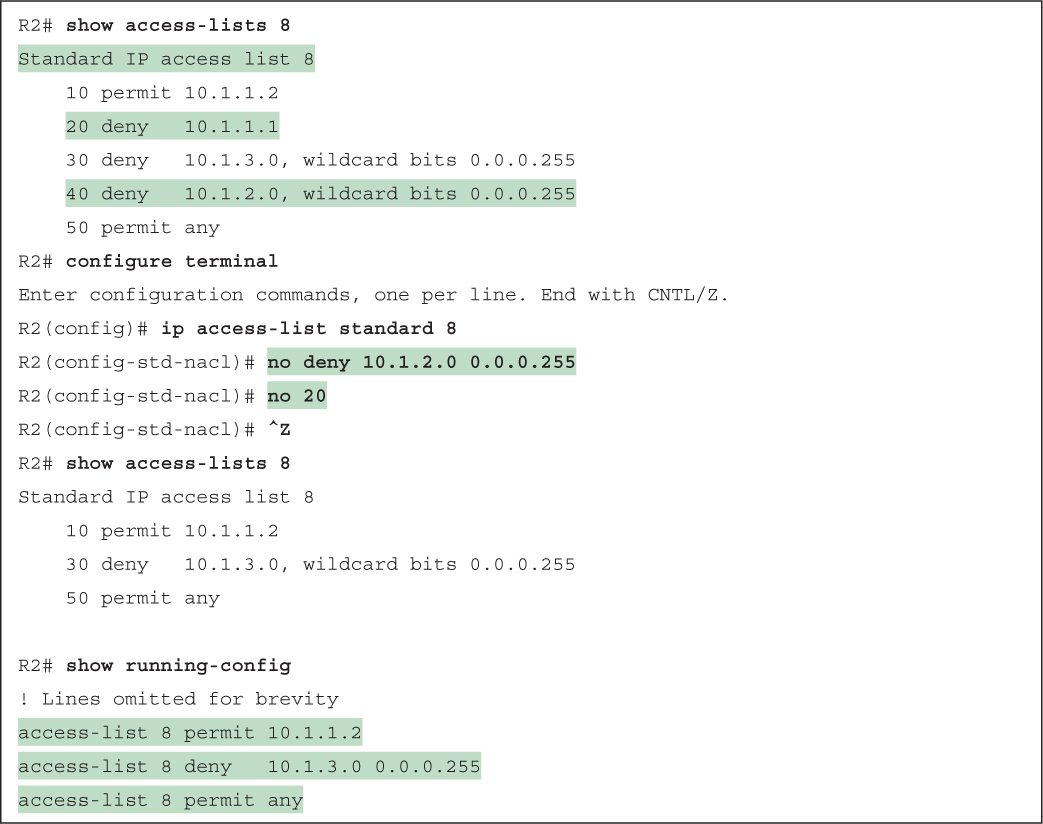 R2# show access-lists 8
Standard IP access list 8
    10 permit 10.1.1.2
    20 deny   10.1.1.1
    30 deny   10.1.3.0, wildcard bits 0.0.0.255
    40 deny   10.1.2.0, wildcard bits 0.0.0.255
    50 permit any
R2# configure terminal
Enter configuration commands, one per line. End with CNTL/Z.
R2(config)# ip access-list standard 8
R2(config-std-nacl)# no deny 10.1.2.0 0.0.0.255
R2(config-std-nacl)# no 20
R2(config-std-nacl)# ^Z
R2# show access-lists 8
Standard IP access list 8
    10 permit 10.1.1.2
    30 deny   10.1.3.0, wildcard bits 0.0.0.255
    50 permit any
R2# show running-config
! Lines omitted for brevity
access-list 8 permit 10.1.1.2
access-list 8 deny   10.1.3.0 0.0.0.255
access-list 8 permit any